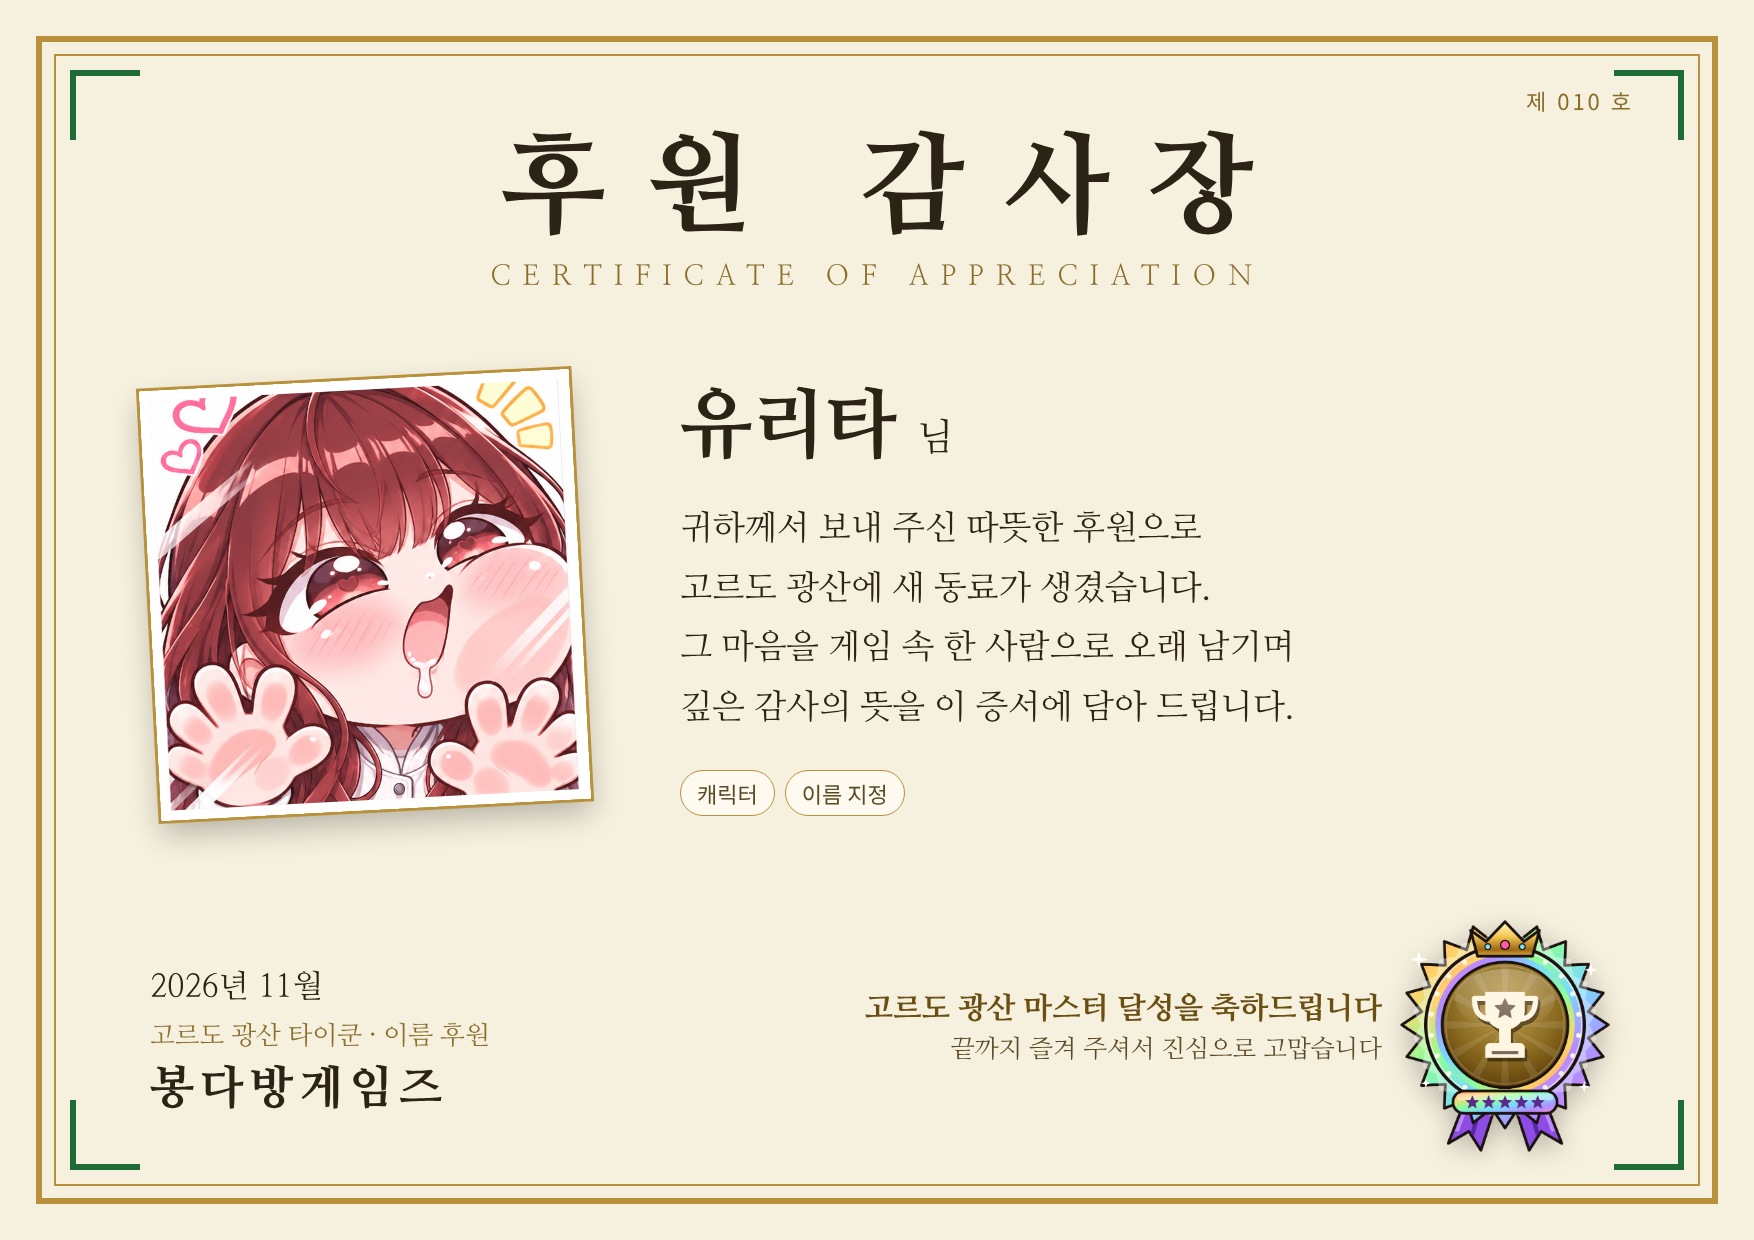 제 010 호
후원 감사장
CERTIFICATE OF APPRECIATION
유리타 님
귀하께서 보내 주신 따뜻한 후원으로
고르도 광산에 새 동료가 생겼습니다.
그 마음을 게임 속 한 사람으로 오래 남기며
깊은 감사의 뜻을 이 증서에 담아 드립니다.
캐릭터 이름 지정
2026년 11월
고르도 광산 타이쿤 · 이름 후원
봉다방게임즈
고르도 광산 마스터 달성을 축하드립니다
끝까지 즐겨 주셔서 진심으로 고맙습니다